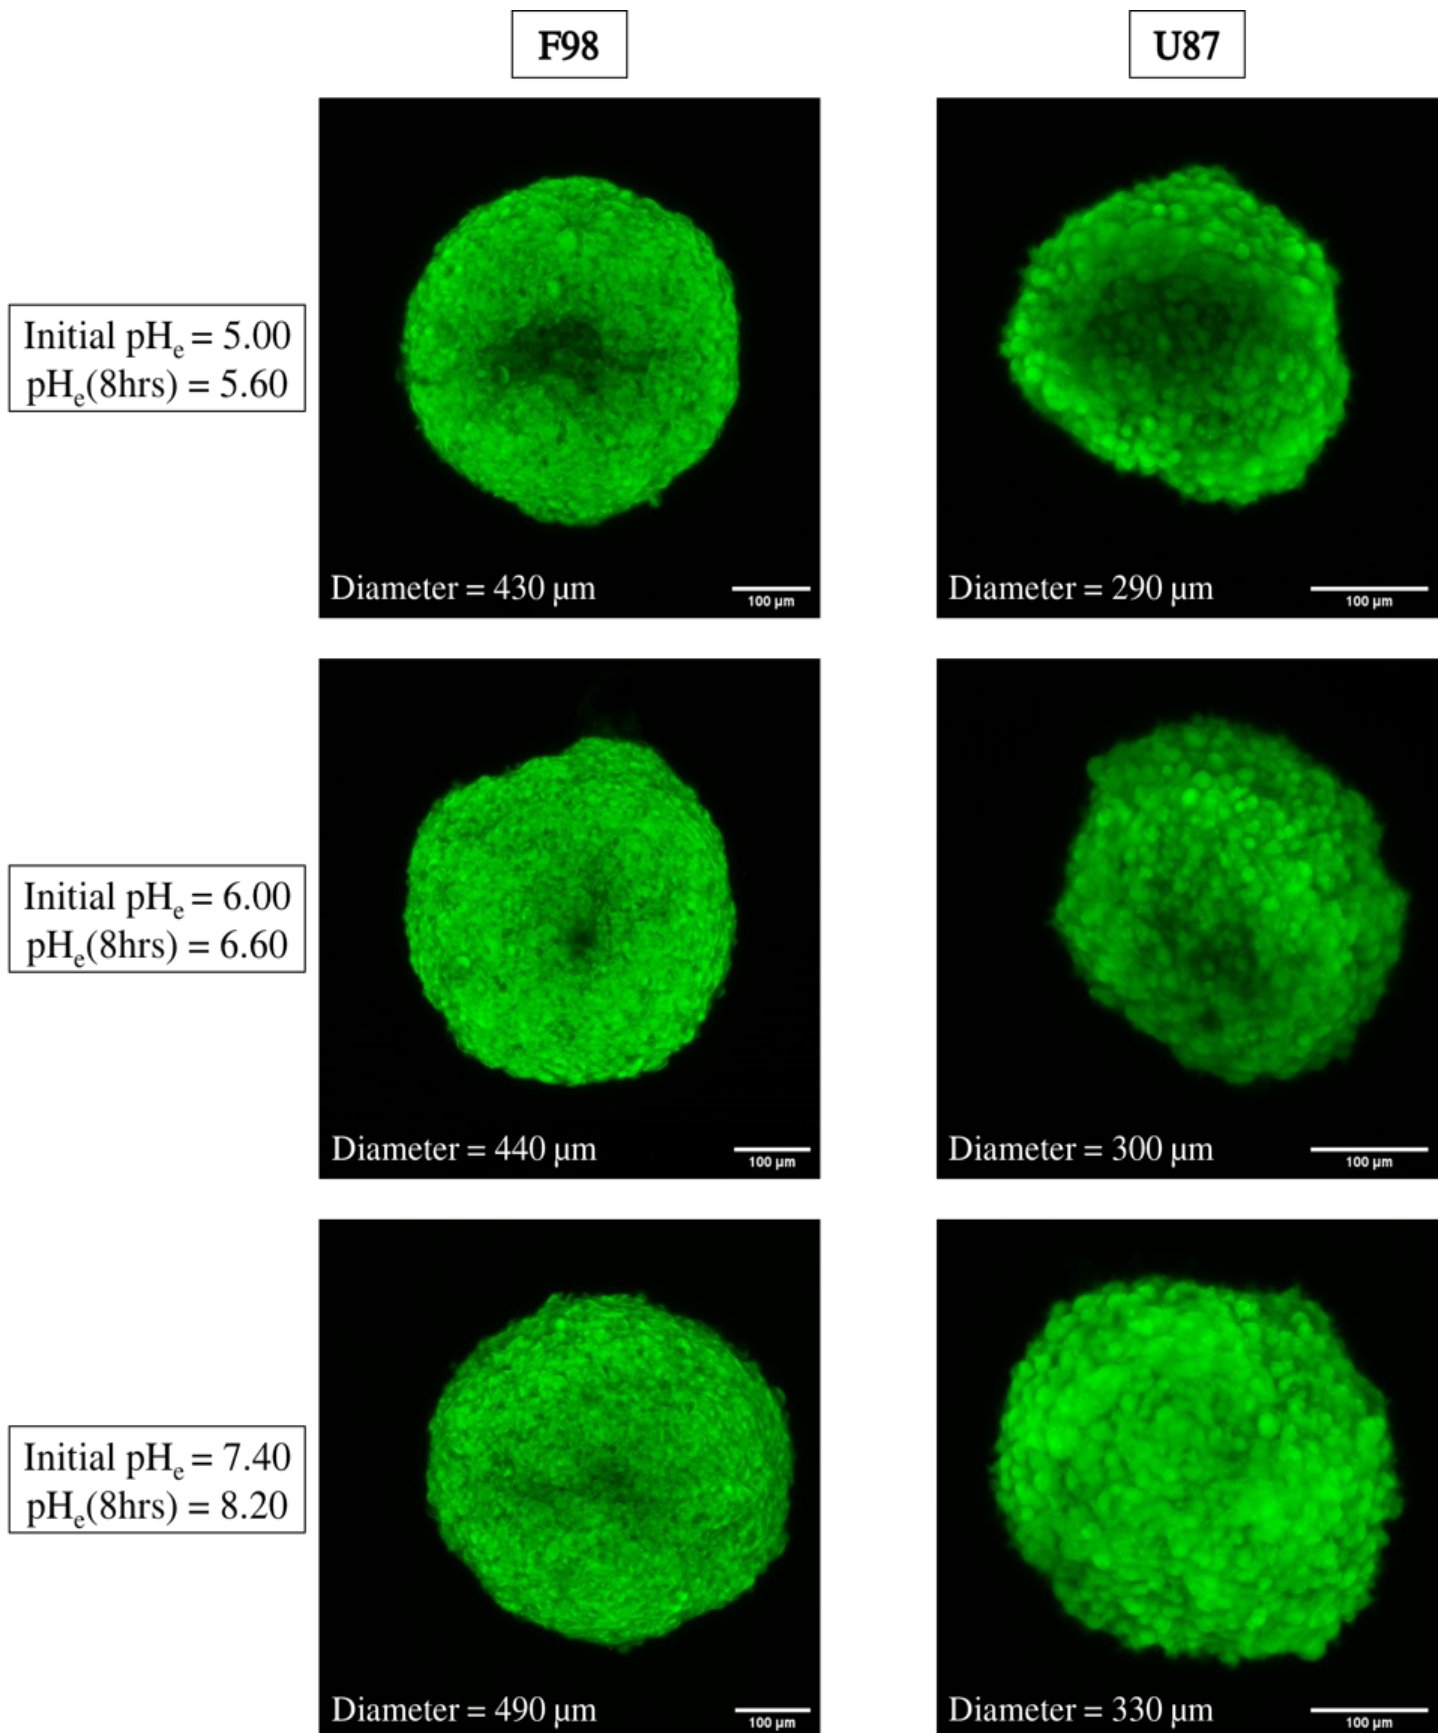 F98
U87
Initial pHₑ = 5.00
pHₑ(8hrs) = 5.60
Diameter = 430 µm
100 µm
Diameter = 290 µm
100 µm
Initial pHₑ = 6.00
pHₑ(8hrs) = 6.60
Diameter = 440 µm
100 µm
Diameter = 300 µm
100 µm
Initial pHₑ = 7.40
pHₑ(8hrs) = 8.20
Diameter = 490 µm
100 µm
Diameter = 330 µm
100 µm